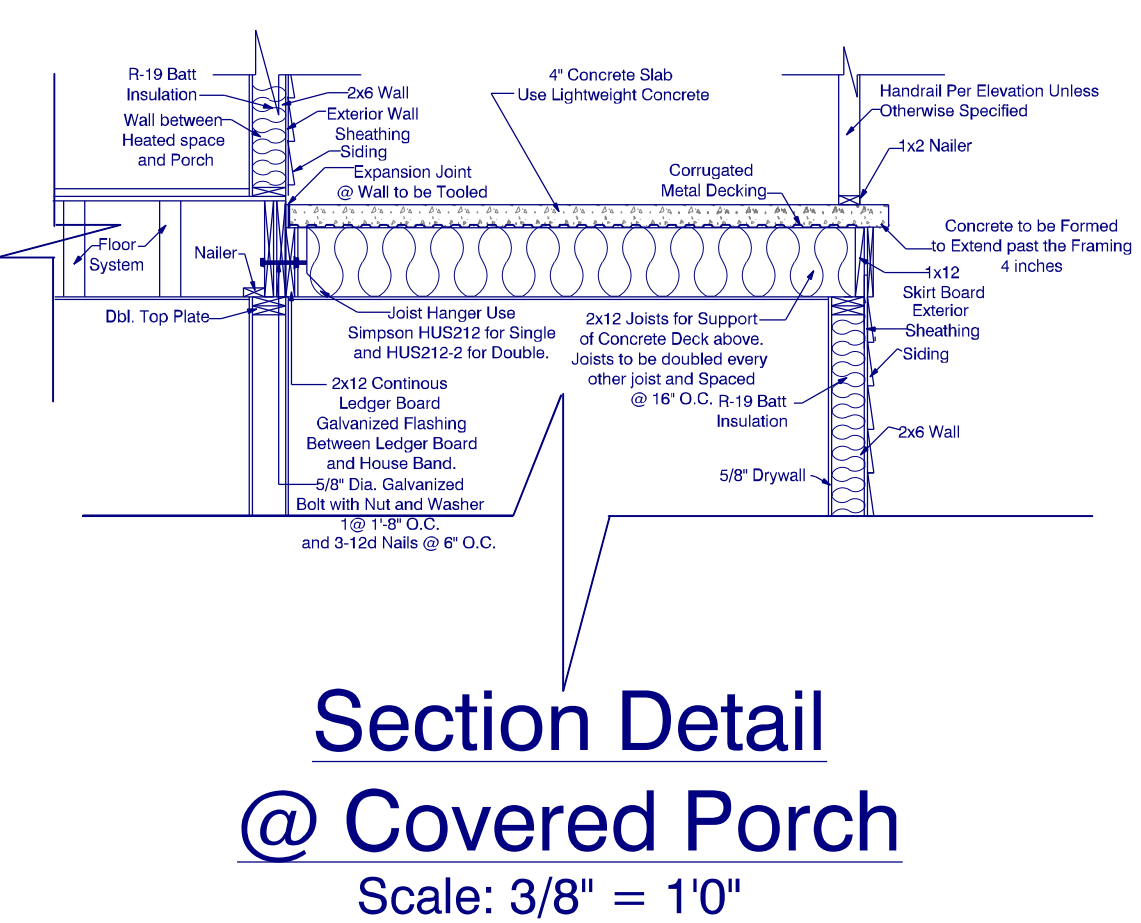 R-19 Batt
Insulation
Wall between
Heated space
and Porch
2x6 Wall
Exterior Wall
Sheathing
Siding
Expansion Joint
@ Wall to be Tooled
4" Concrete Slab
Use Lightweight Concrete
Corrugated
Metal Decking
Handrail Per Elevation Unless
Otherwise Specified
1x2 Nailer
Concrete to be Formed
to Extend past the Framing
4 inches
Floor
System
Nailer
Dbl. Top Plate
Joist Hanger Use
Simpson HUS212 for Single
and HUS212-2 for Double.
2x12 Continous
Ledger Board
Galvanized Flashing
Between Ledger Board
and House Band.
5/8" Dia. Galvanized
Bolt with Nut and Washer
1@ 1'-8" O.C.
and 3-12d Nails @ 6" O.C.
2x12 Joists for Support
of Concrete Deck above.
Joists to be doubled every
other joist and Spaced
@ 16" O.C.
R-19 Batt
Insulation
1x12
Skirt Board
Exterior
Sheathing
Siding
2x6 Wall
5/8" Drywall
Section Detail
@ Covered Porch
Scale: 3/8" = 1'0"